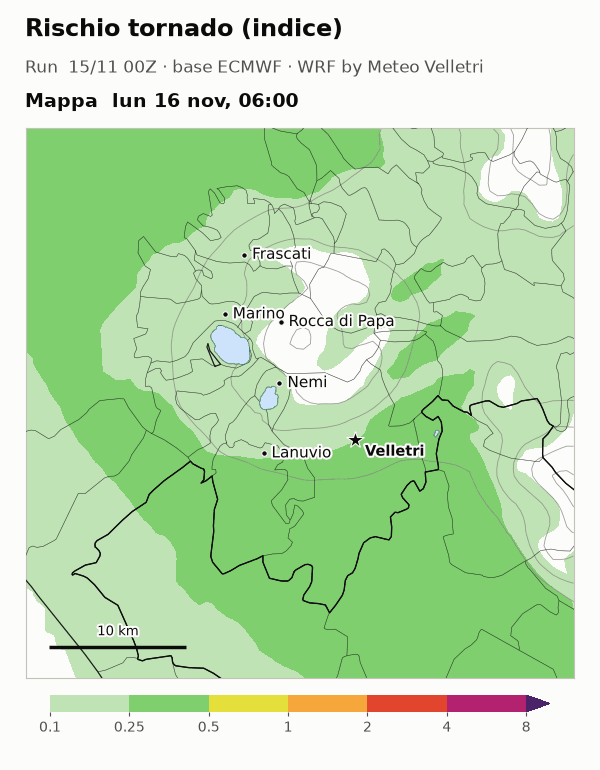 Rischio tornado (indice)
Run  15/11 00Z · base ECMWF · WRF by Meteo Velletri
Mappa  lun 16 nov, 06:00
Frascati
Marino
Rocca di Papa
Nemi
Velletri
Lanuvio
10 km
0.1 0.25 0.5 1 2 4 8